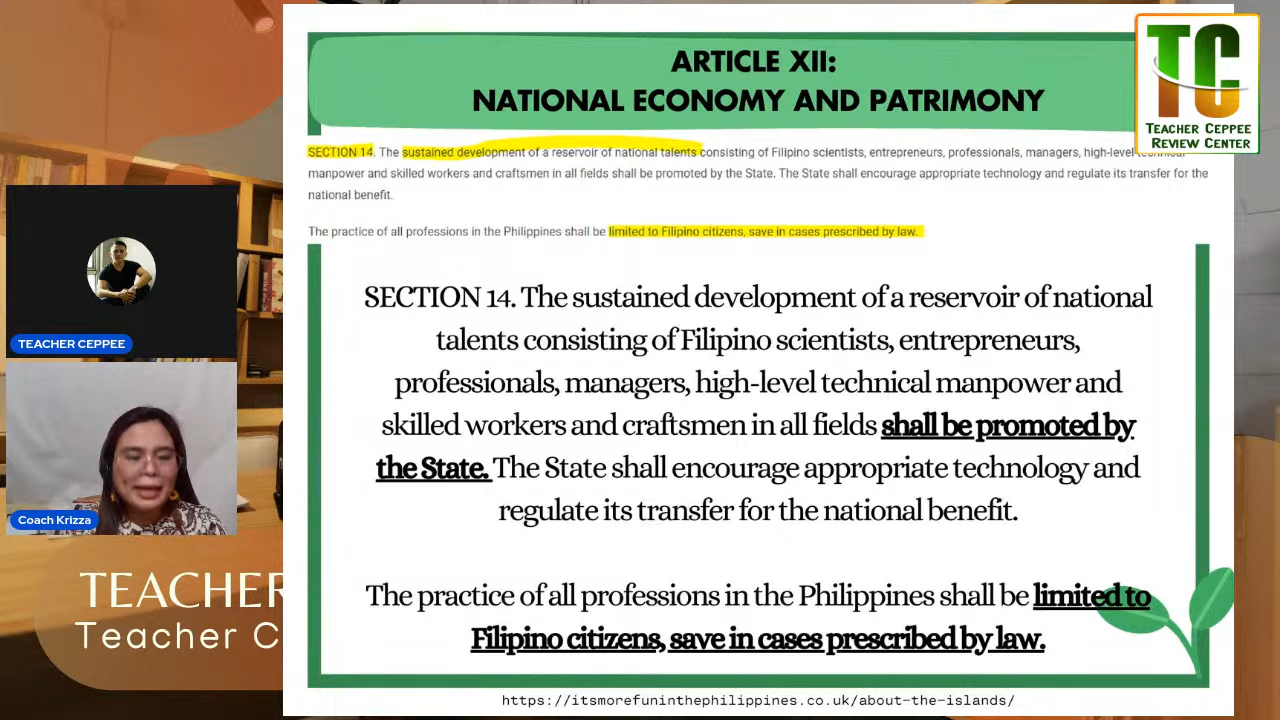 ARTICLE XII:
NATIONAL ECONOMY AND PATRIMONY
TC
TEACHER CEPPEE
REVIEW CENTER
SECTION 14. The sustained development of a reservoir of national talents consisting of Filipino scientists, entrepreneurs, professionals, managers, high-level technical
manpower and skilled workers and craftsmen in all fields shall be promoted by the State. The State shall encourage appropriate technology and regulate its transfer for the
national benefit.
The practice of all professions in the Philippines shall be limited to Filipino citizens, save in cases prescribed by law.
SECTION 14. The sustained development of a reservoir of national
talents consisting of Filipino scientists, entrepreneurs,
professionals, managers, high-level technical manpower and
skilled workers and craftsmen in all fields shall be promoted by
the State. The State shall encourage appropriate technology and
regulate its transfer for the national benefit.
The practice of all professions in the Philippines shall be limited to
Filipino citizens, save in cases prescribed by law.
https://itsmorefuninthephilippines.co.uk/about-the-islands/
TEACHER CEPPEE
Coach Krizza
TEACHER
Teacher C